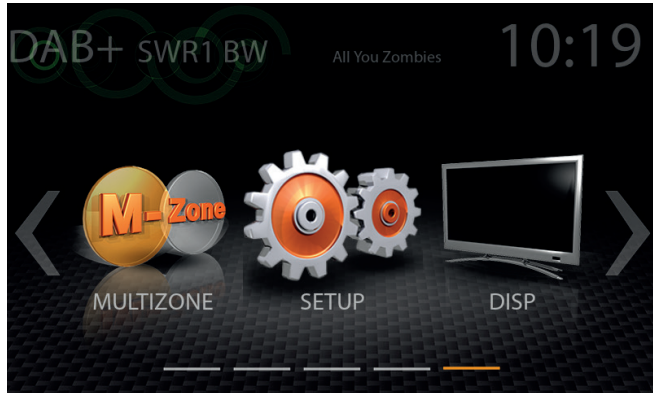 DAB+ SWR1 BW All You Zombies 10:19
M-Zone
MULTIZONE SETUP DISP